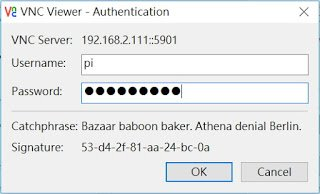 VNC Viewer - Authentication
VNC Server: 192.168.2.111::5901
Username: pi
Password: ●●●●●●●●●
Catchphrase: Bazaar baboon baker. Athena denial Berlin.
Signature: 53-d4-2f-81-aa-24-bc-0a
OK Cancel